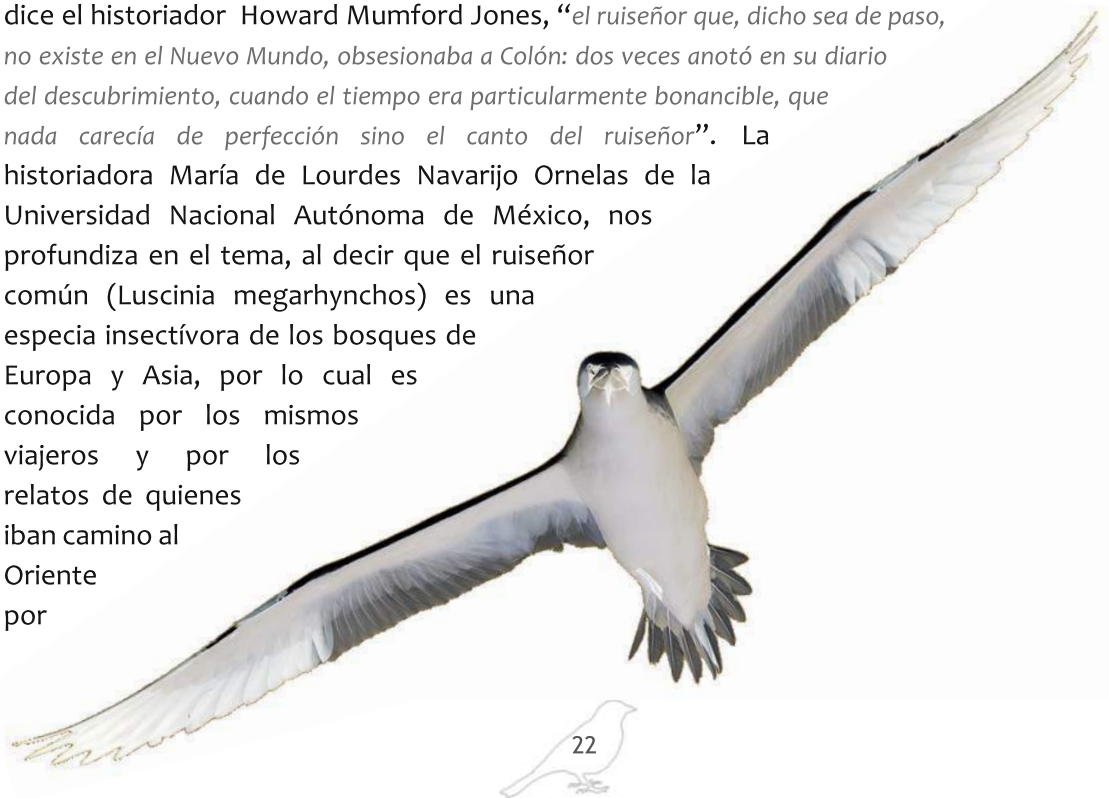 dice el historiador Howard Mumford Jones, “el ruiseñor que, dicho sea de paso,
no existe en el Nuevo Mundo, obsesionaba a Colón: dos veces anotó en su diario
del descubrimiento, cuando el tiempo era particularmente bonancible, que
nada carecía de perfección sino el canto del ruiseñor”. La
historiadora María de Lourdes Navarijo Ornelas de la
Universidad Nacional Autónoma de México, nos
profundiza en el tema, al decir que el ruiseñor
común (Luscinia megarhynchos) es una
especia insectívora de los bosques de
Europa y Asia, por lo cual es
conocida por los mismos
viajeros y por los
relatos de quienes
iban camino al
Oriente
por
22